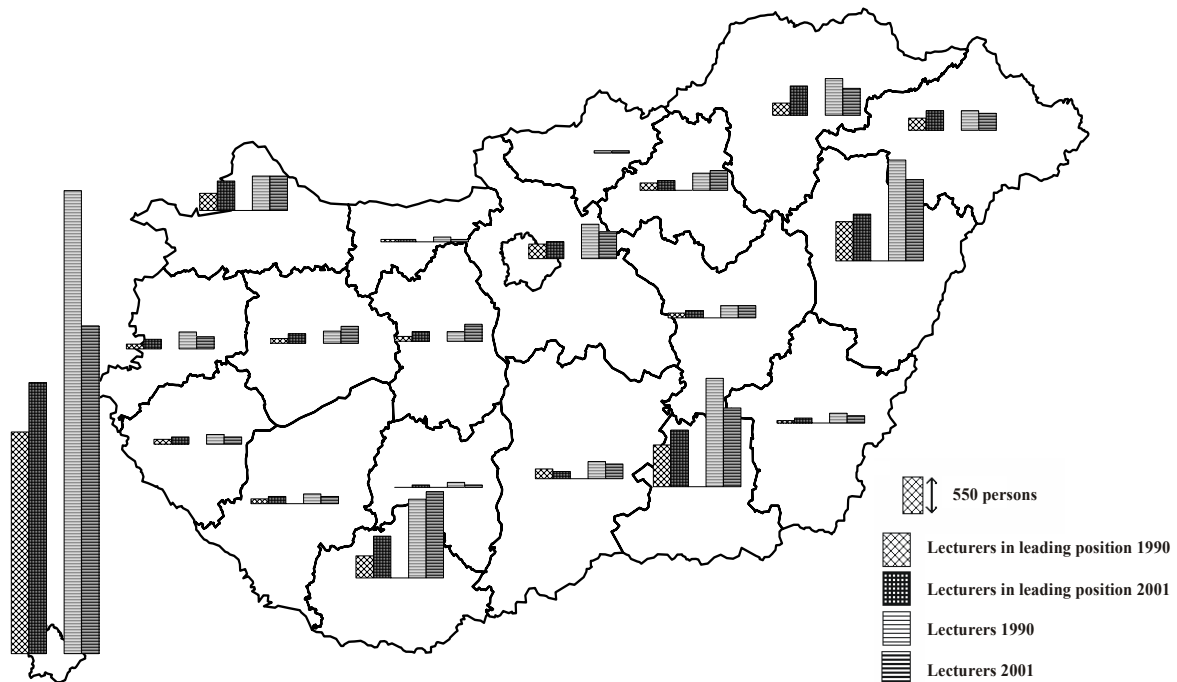 550 persons
Lecturers in leading position 1990
Lecturers in leading position 2001
Lecturers 1990
Lecturers 2001